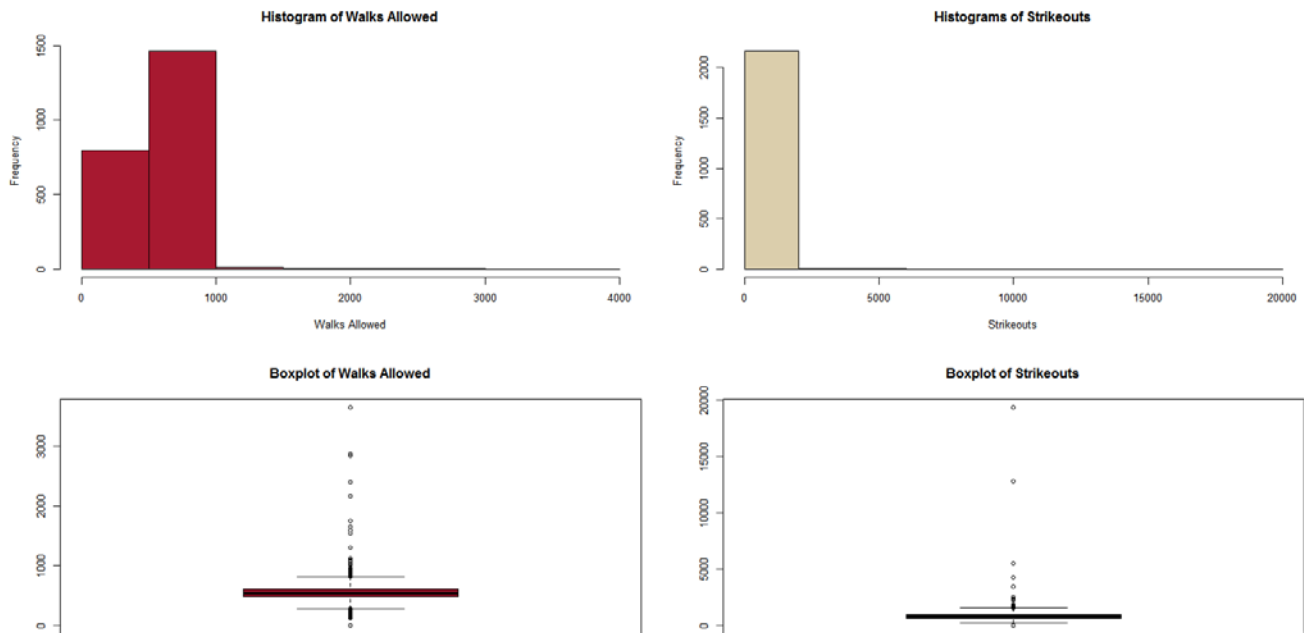 Histogram of Walks Allowed
Frequency
0
500
1000
1500
0 1000 2000 3000 4000
Walks Allowed
Histograms of Strikeouts
Frequency
0
500
1000
1500
2000
0 5000 10000 15000 20000
Strikeouts
Boxplot of Walks Allowed
0
1000
2000
3000
Boxplot of Strikeouts
0
5000
10000
15000
20000